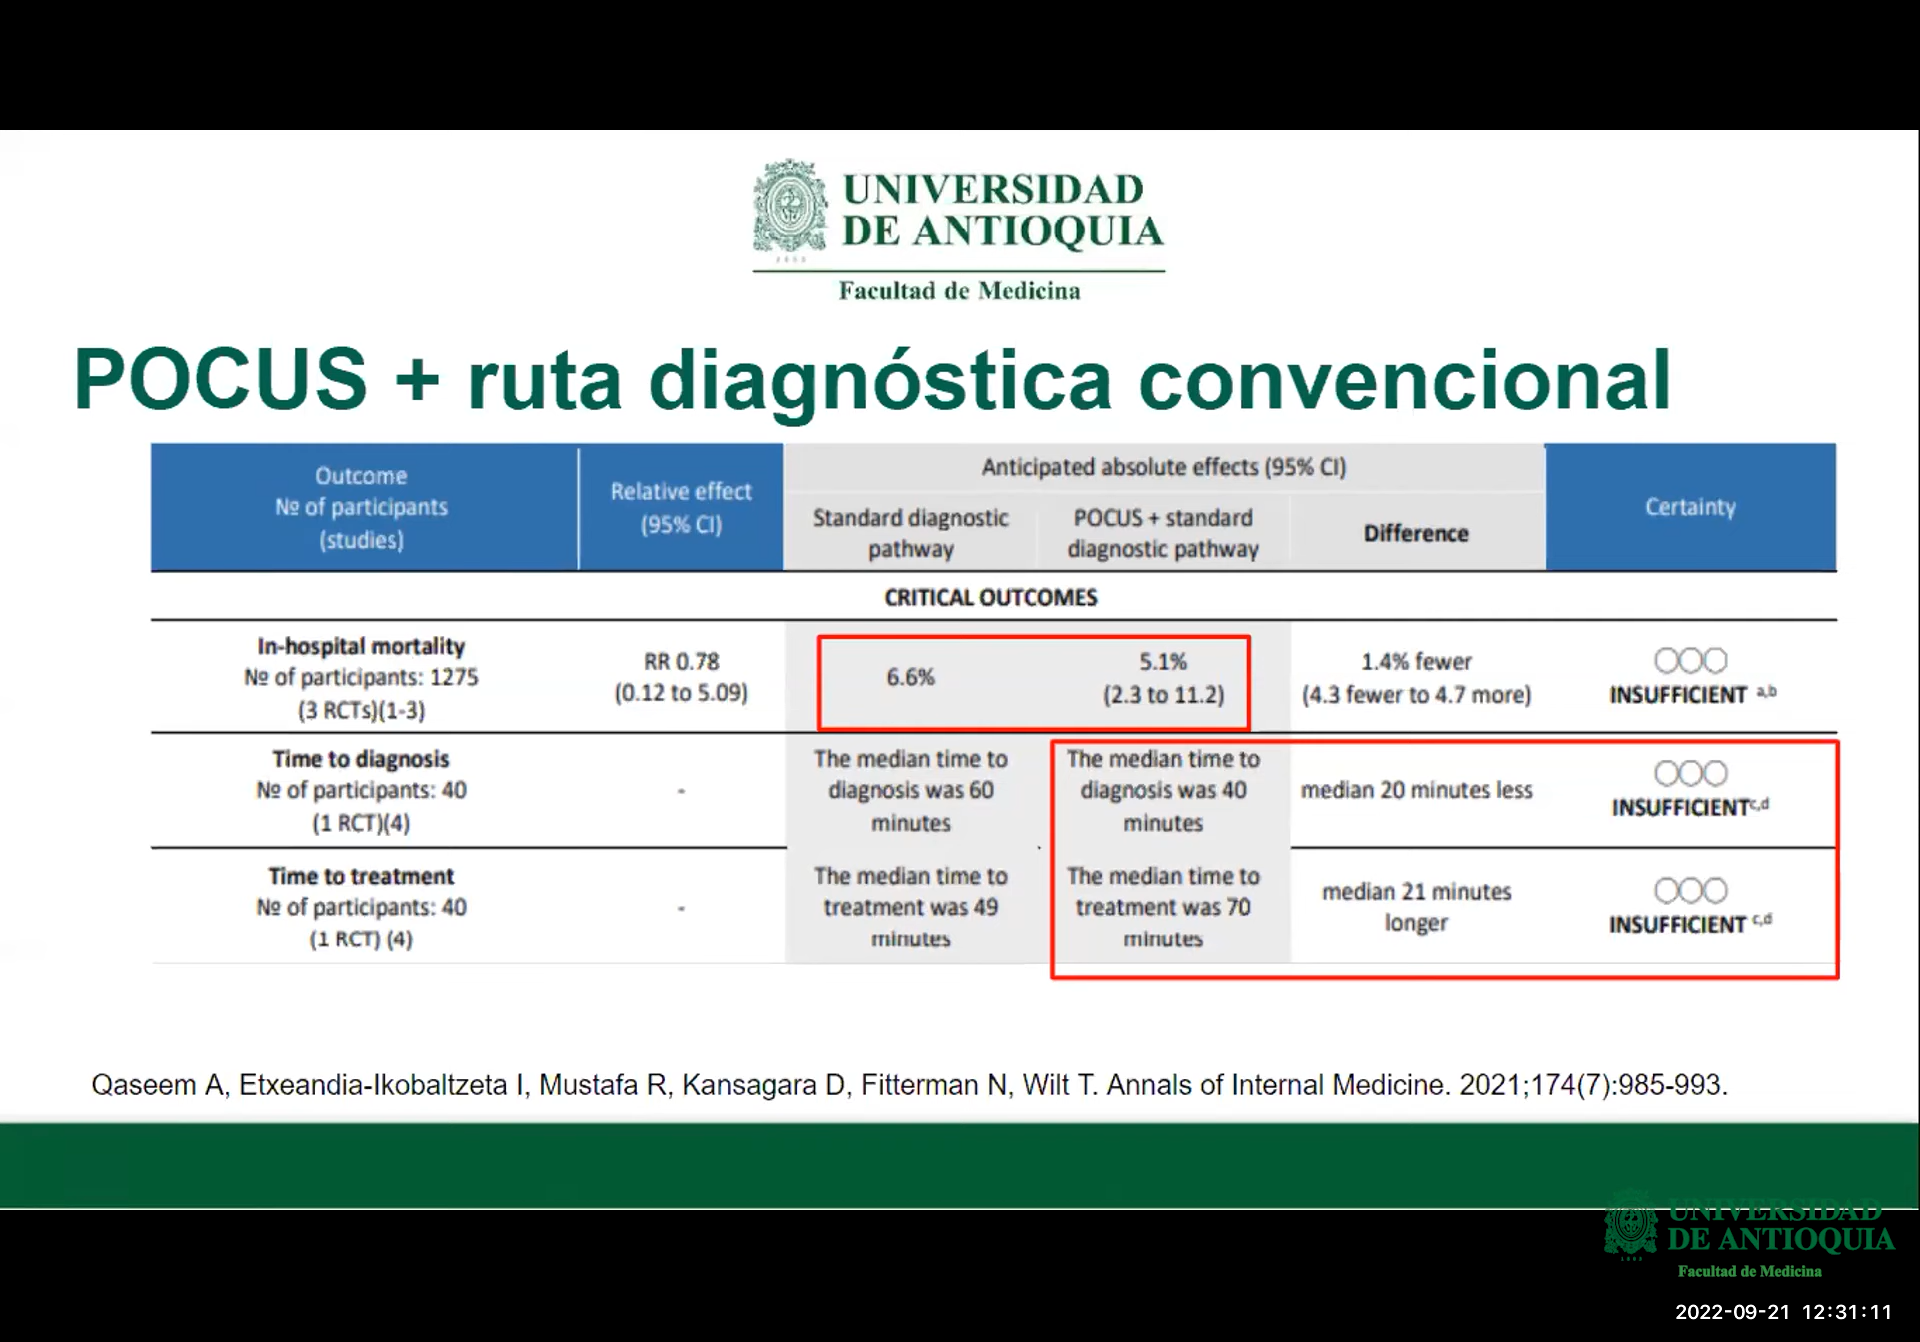 UNIVERSIDAD
DE ANTIOQUIA
1803
Facultad de Medicina
POCUS + ruta diagnóstica convencional
Outcome
№ of participants
(studies)
Relative effect
(95% CI)
Anticipated absolute effects (95% CI)
Standard diagnostic
pathway
POCUS + standard
diagnostic pathway
Difference
Certainty
CRITICAL OUTCOMES
In-hospital mortality
№ of participants: 1275
(3 RCTs)(1-3)
RR 0.78
(0.12 to 5.09)
6.6%
5.1%
(2.3 to 11.2)
1.4% fewer
(4.3 fewer to 4.7 more)
INSUFFICIENT a,b
Time to diagnosis
№ of participants: 40
(1 RCT)(4)
-
The median time to
diagnosis was 60
minutes
The median time to
diagnosis was 40
minutes
median 20 minutes less
INSUFFICIENTc,d
Time to treatment
№ of participants: 40
(1 RCT) (4)
-
The median time to
treatment was 49
minutes
The median time to
treatment was 70
minutes
median 21 minutes
longer
INSUFFICIENT c,d
Qaseem A, Etxeandia-Ikobaltzeta I, Mustafa R, Kansagara D, Fitterman N, Wilt T. Annals of Internal Medicine. 2021;174(7):985-993.
UNIVERSIDAD
DE ANTIOQUIA
1803
Facultad de Medicina
2022-09-21 12:31:11